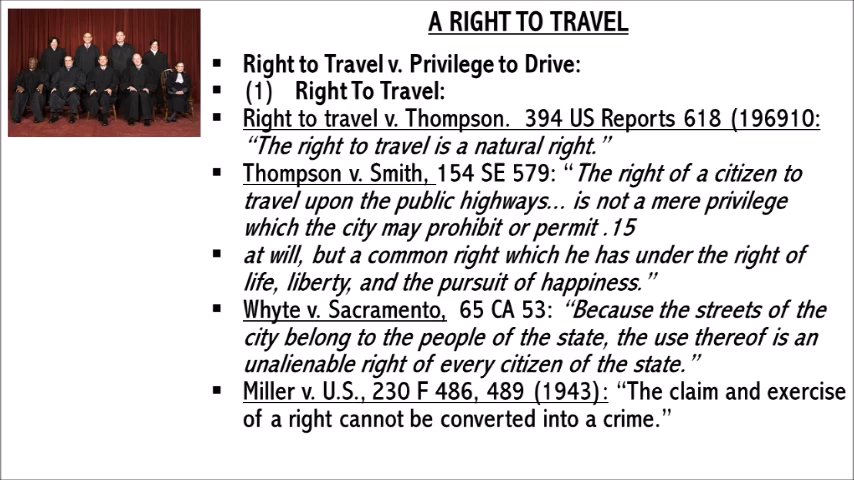 A RIGHT TO TRAVEL
▪ Right to Travel v. Privilege to Drive:
▪ (1) Right To Travel:
▪ Right to travel v. Thompson. 394 US Reports 618 (196910:
“The right to travel is a natural right.”
▪ Thompson v. Smith, 154 SE 579: “The right of a citizen to
travel upon the public highways... is not a mere privilege
which the city may prohibit or permit .15
▪ at will, but a common right which he has under the right of
life, liberty, and the pursuit of happiness.”
▪ Whyte v. Sacramento, 65 CA 53: “Because the streets of the
city belong to the people of the state, the use thereof is an
unalienable right of every citizen of the state.”
▪ Miller v. U.S., 230 F 486, 489 (1943): “The claim and exercise
of a right cannot be converted into a crime.”